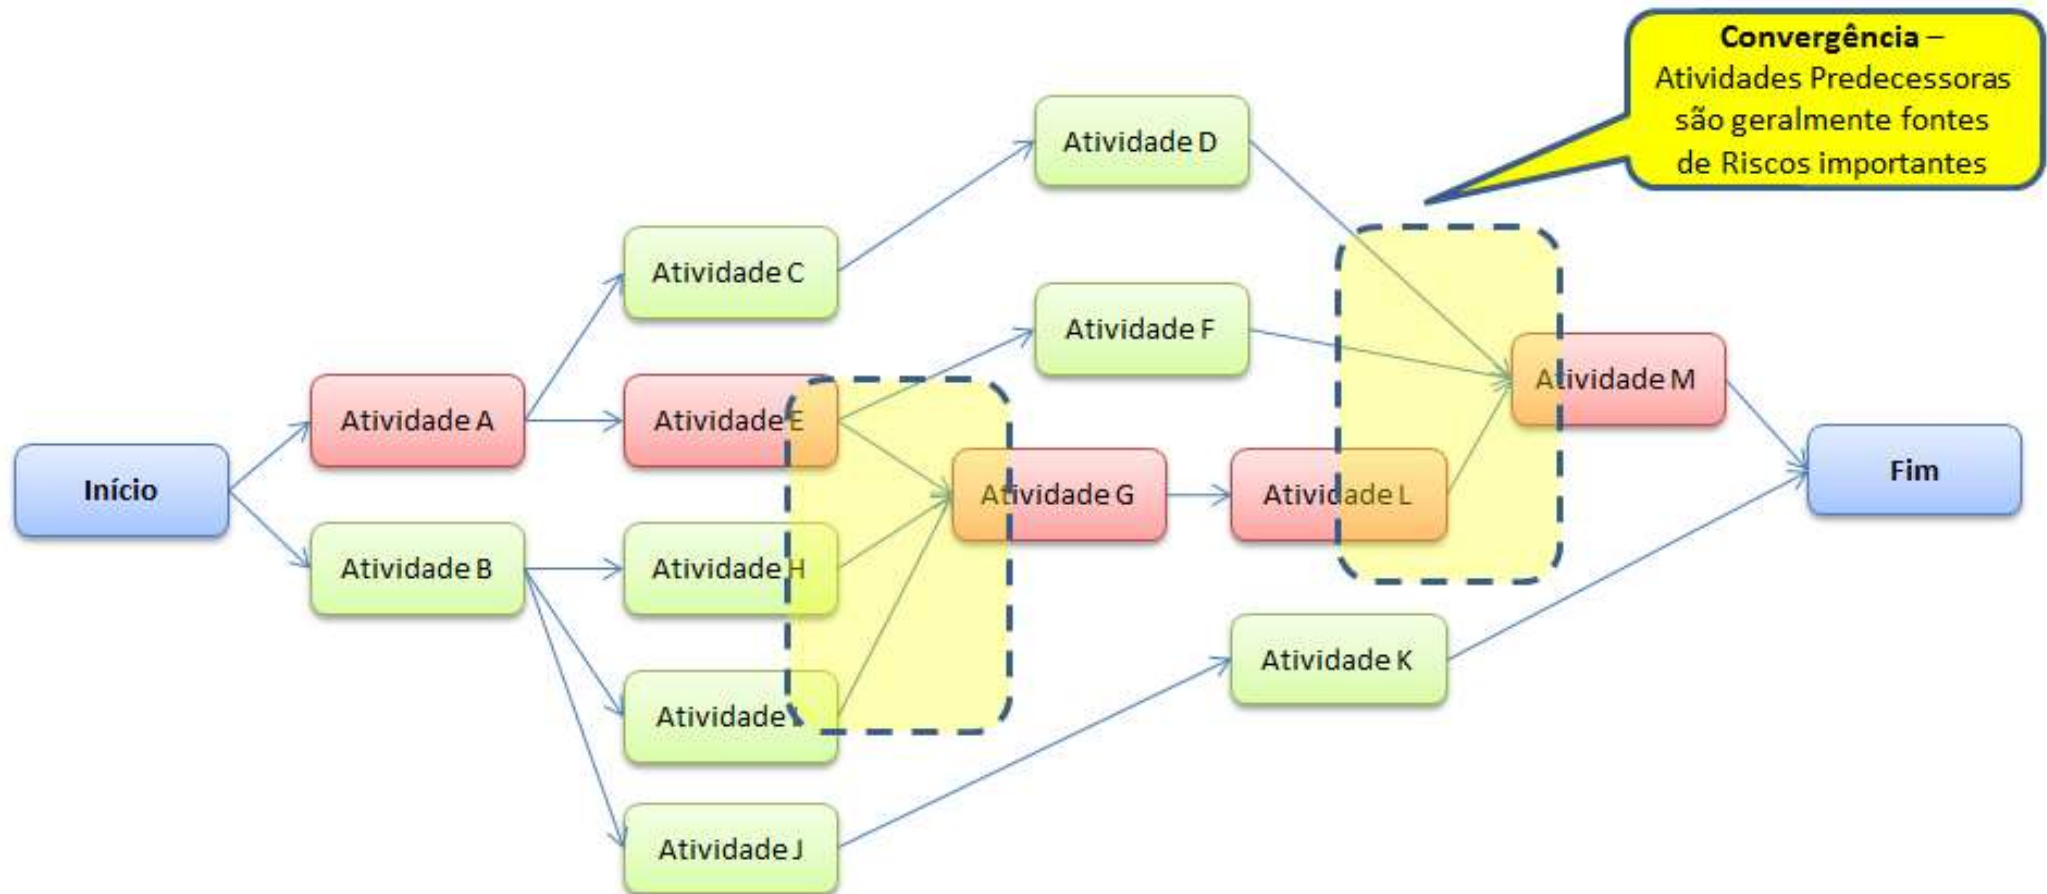 Convergência –
Atividades Predecessoras
são geralmente fontes
de Riscos importantes
Atividade D
Atividade C
Atividade F
Atividade M
Atividade A
Atividade E
Fim
Início
Atividade G
Atividade L
Atividade B
Atividade H
Atividade K
Atividade
Atividade J